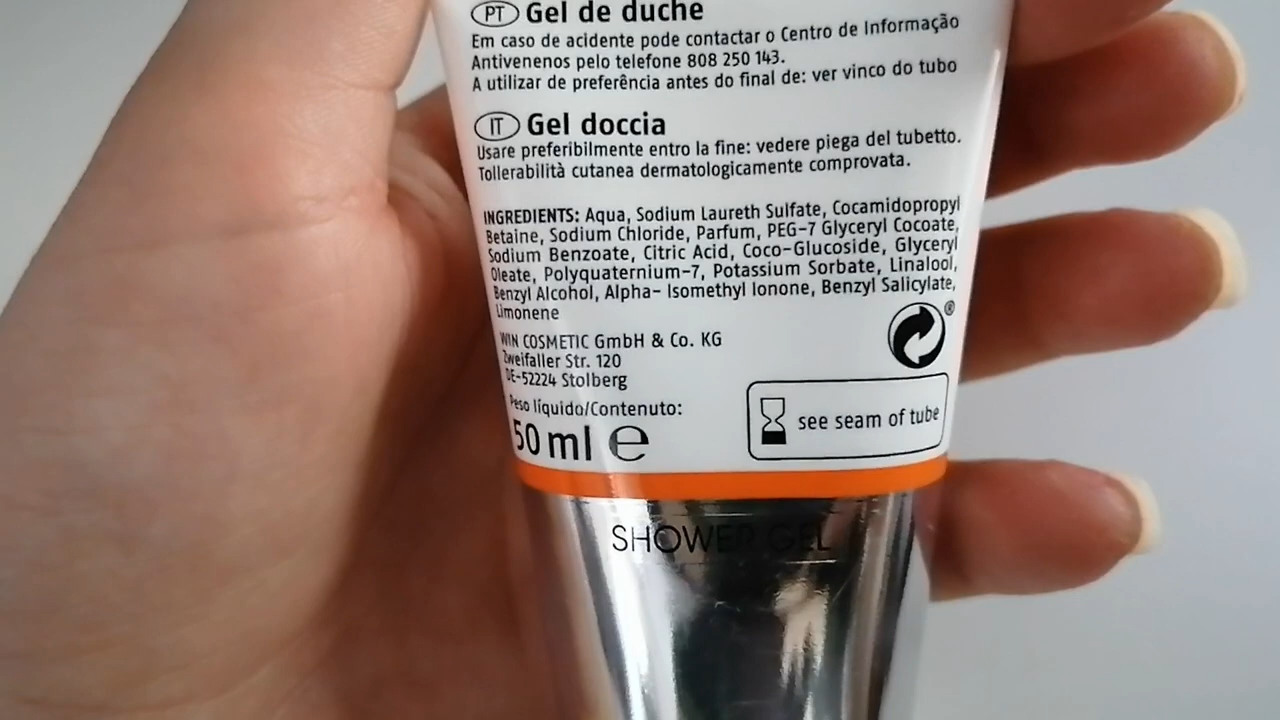 PT Gel de duche
Em caso de acidente pode contactar o Centro de Informação
Antivenenos pelo telefone 808 250 143.
A utilizar de preferência antes do final de: ver vinco do tubo
IT Gel doccia
Usare preferibilmente entro la fine: vedere piega del tubetto.
Tollerabilità cutanea dermatologicamente comprovata.
INGREDIENTS: Aqua, Sodium Laureth Sulfate, Cocamidopropyl
Betaine, Sodium Chloride, Parfum, PEG-7 Glyceryl Cocoate,
Sodium Benzoate, Citric Acid, Coco-Glucoside, Glyceryl
Oleate, Polyquaternium-7, Potassium Sorbate, Linalool,
Benzyl Alcohol, Alpha- Isomethyl Ionone, Benzyl Salicylate,
Limonene
®
WIN COSMETIC GmbH & Co. KG
Zweifaller Str. 120
DE-52224 Stolberg
Peso líquido/Contenuto:
50 ml e
see seam of tube
SHOWER GEL